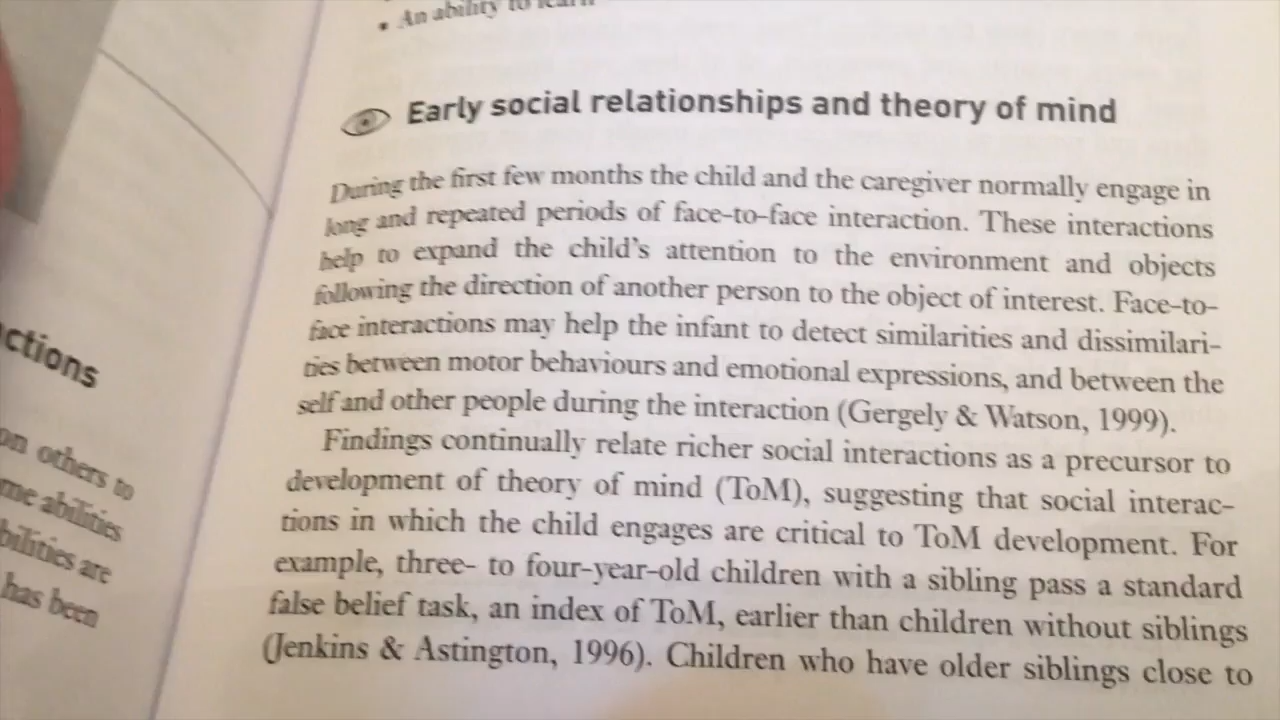 • An ability to learn
Early social relationships and theory of mind
During the first few months the child and the caregiver normally engage in
long and repeated periods of face-to-face interaction. These interactions
help to expand the child's attention to the environment and objects
following the direction of another person to the object of interest. Face-to-
face interactions may help the infant to detect similarities and dissimilari-
ties between motor behaviours and emotional expressions, and between the
self and other people during the interaction (Gergely & Watson, 1999).
Findings continually relate richer social interactions as a precursor to
development of theory of mind (ToM), suggesting that social interac-
tions in which the child engages are critical to ToM development. For
example, three- to four-year-old children with a sibling pass a standard
false belief task, an index of ToM, earlier than children without siblings
(Jenkins & Astington, 1996). Children who have older siblings close to
ctions
on others to
me abilities
bilities are
has been